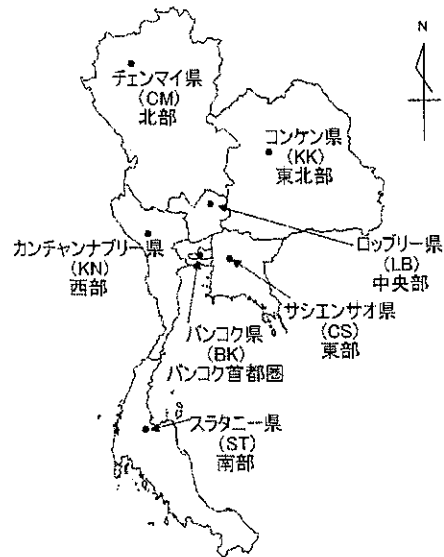 N
チェンマイ県
(CM)
北部
コンケン県
(KK)
東北部
カンチャンナブリー県
(KN)
西部
ロッブリー県
(LB)
中央部
サシエンサオ県
(CS)
東部
バンコク県
(BK)
バンコク首都圏
スラタニー県
(ST)
南部